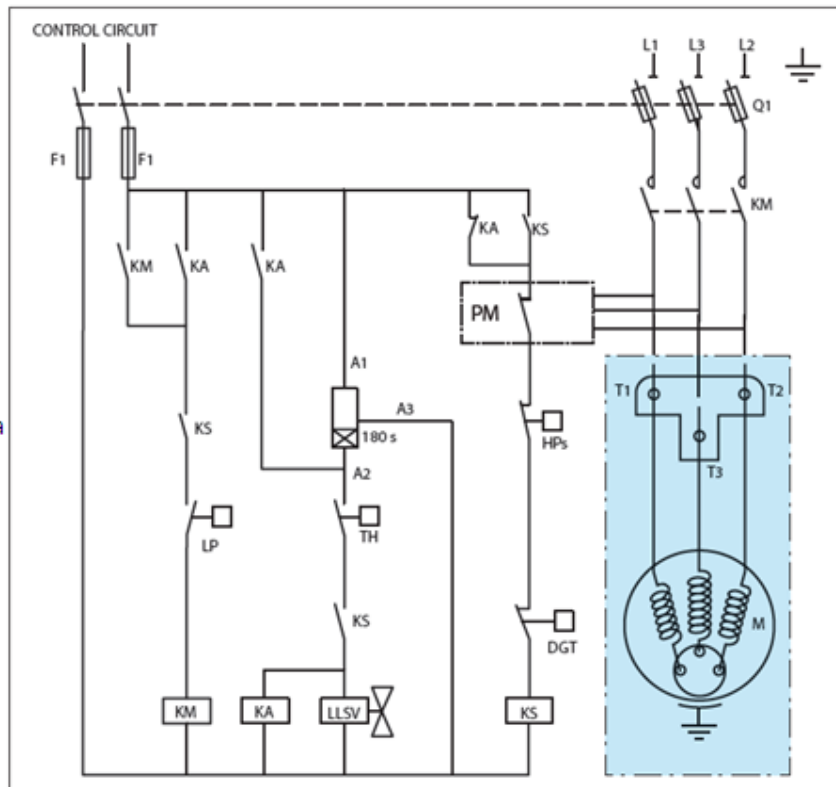 CONTROL CIRCUIT
L1 L3 L2
Q1
F1 F1
KA KS
KM
KM KA KA
PM
A1
T1 T2
A3
180 s
KS
HPs
A2
T3
LP
TH
KS
M
DGT
KM KA LLSV KS
a